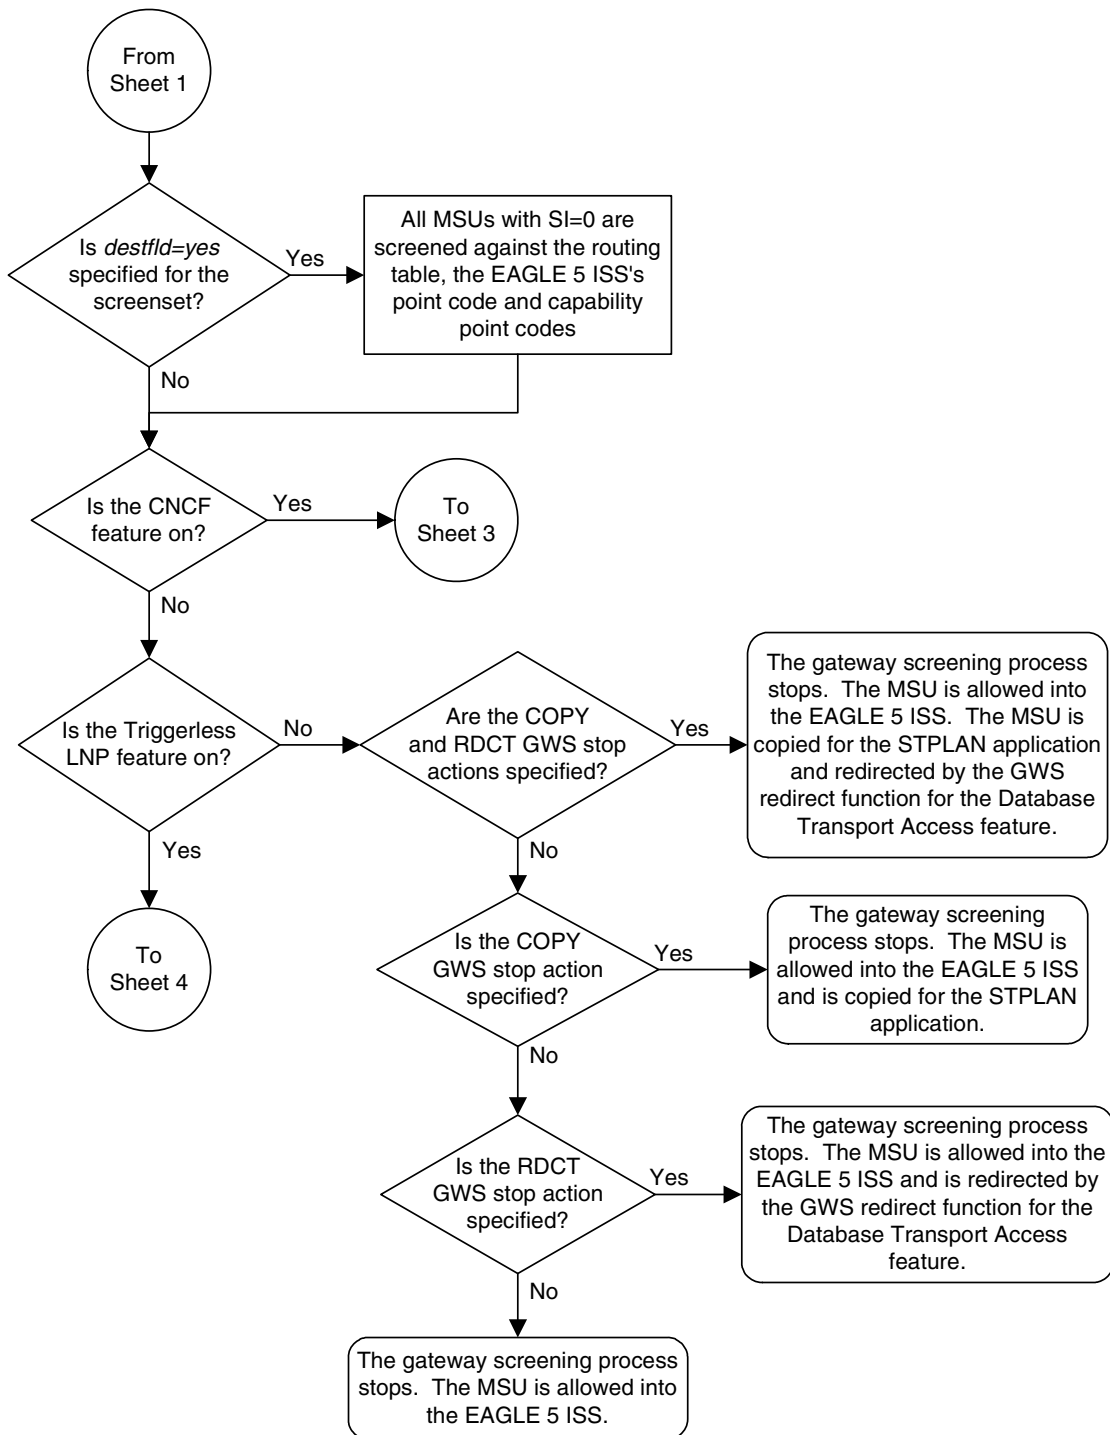 From
Sheet 1
Is destfld=yes
specified for the
screenset?
Yes
All MSUs with SI=0 are
screened against the routing
table, the EAGLE 5 ISS's
point code and capability
point codes
No
Is the CNCF
feature on?
Yes
To
Sheet 3
No
Is the Triggerless
LNP feature on?
No
Are the COPY
and RDCT GWS stop
actions specified?
Yes
The gateway screening process
stops.  The MSU is allowed into
the EAGLE 5 ISS.  The MSU is
copied for the STPLAN application
and redirected by the GWS
redirect function for the Database
Transport Access feature.
Yes
To
Sheet 4
No
Is the COPY
GWS stop action
specified?
Yes
The gateway screening
process stops.  The MSU is
allowed into the EAGLE 5 ISS
and is copied for the STPLAN
application.
No
Is the RDCT
GWS stop action
specified?
Yes
The gateway screening process
stops.  The MSU is allowed into the
EAGLE 5 ISS and is redirected by
the GWS redirect function for the
Database Transport Access
feature.
No
The gateway screening process
stops.  The MSU is allowed into
the EAGLE 5 ISS.